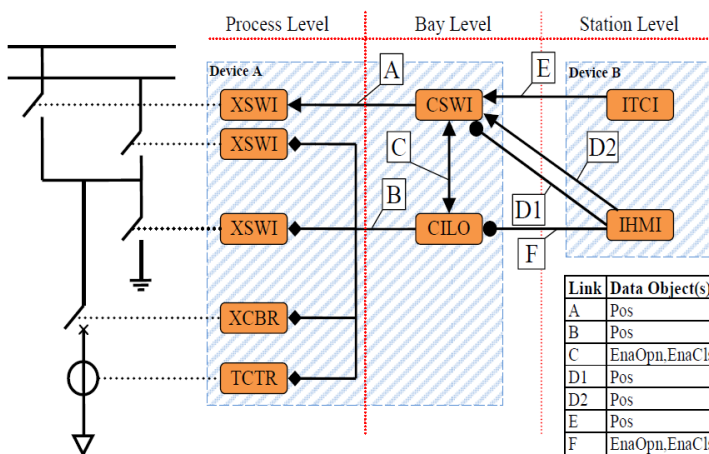 Process Level Bay Level Station Level
Device A
Device B
A
E
XSWI
CSWI
ITCI
XSWI
C
D2
B
D1
XSWI
CILO
IHMI
F
XCBR
TCTR
Link Data Object(s)
A Pos
B Pos
C EnaOpn,EnaCls
D1 Pos
D2 Pos
E Pos
F EnaOpn,EnaCls